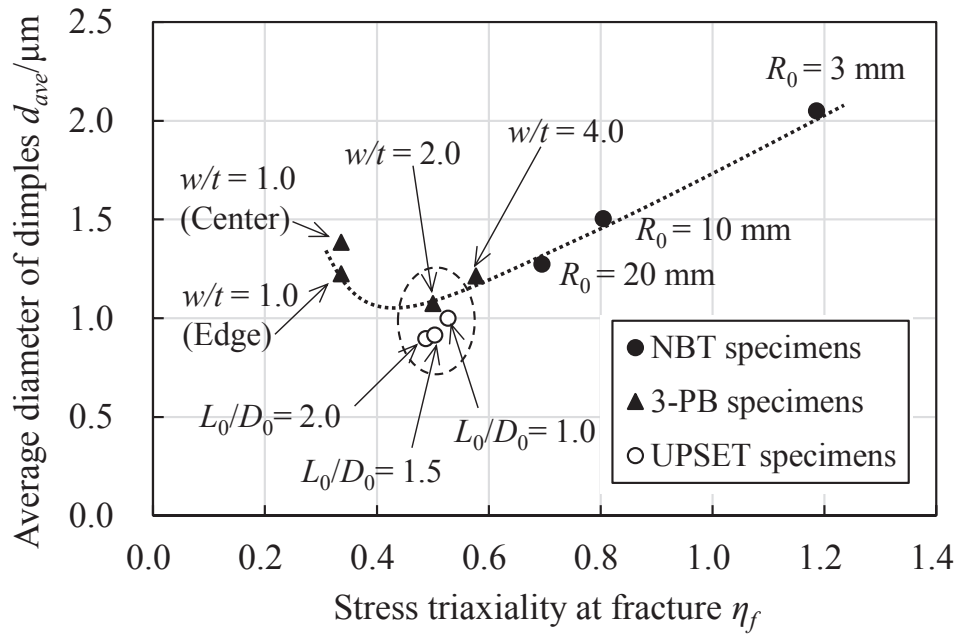 Average diameter of dimples d_ave/μm
2.5
2.0
1.5
1.0
0.5
0.0
R₀ = 3 mm
w/t = 4.0
w/t = 2.0
w/t = 1.0
(Center)
R₀ = 10 mm
R₀ = 20 mm
w/t = 1.0
(Edge)
NBT specimens
3-PB specimens
UPSET specimens
L₀/D₀= 2.0
L₀/D₀= 1.0
L₀/D₀= 1.5
0.0 0.2 0.4 0.6 0.8 1.0 1.2 1.4
Stress triaxiality at fracture η_f